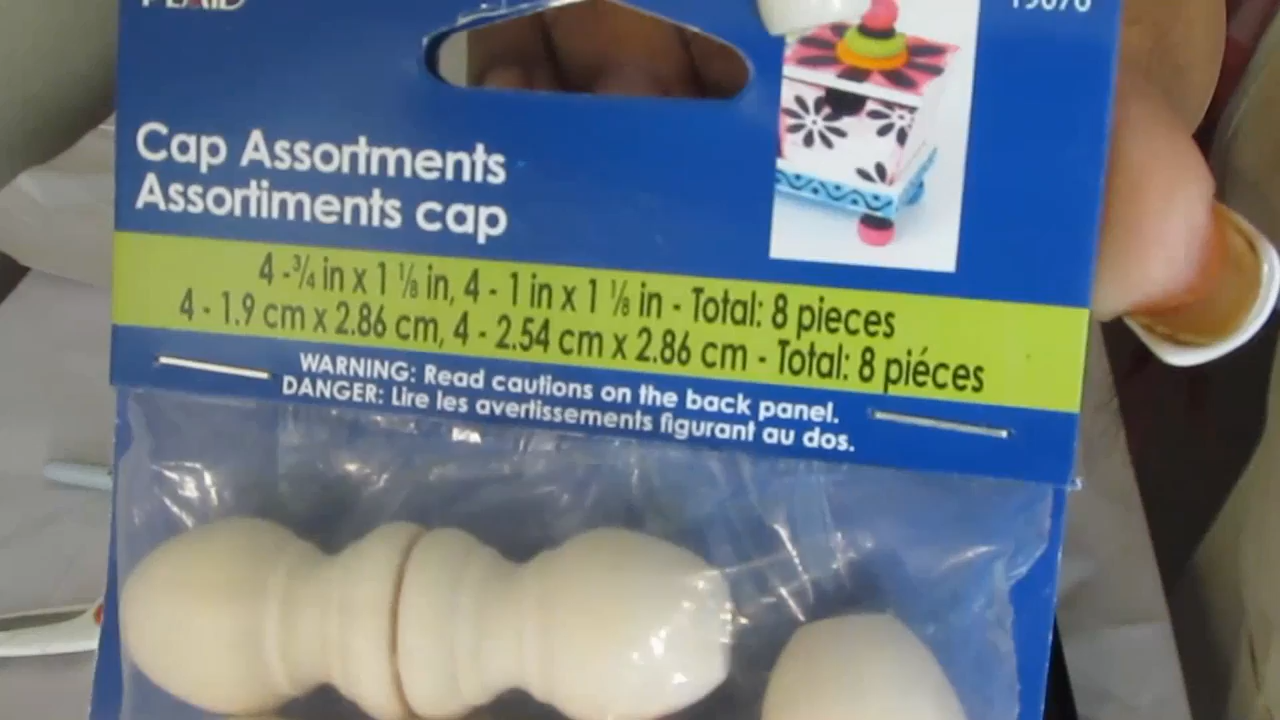 PLAID
Cap Assortments
Assortiments cap
4 -¾ in x 1 ⅛ in, 4 - 1 in x 1 ⅛ in - Total: 8 pieces
4 - 1.9 cm x 2.86 cm, 4 - 2.54 cm x 2.86 cm - Total: 8 piéces
WARNING: Read cautions on the back panel.
DANGER: Lire les avertissements figurant au dos.